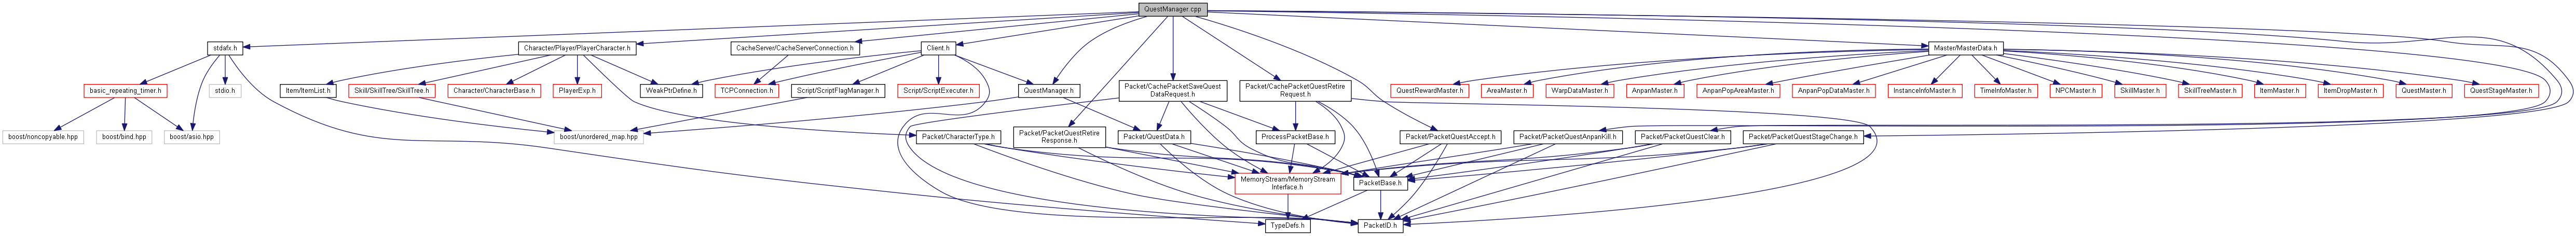 QuestManager.cpp
stdafx.h
Character/Player/PlayerCharacter.h
CacheServer/CacheServerConnection.h
Client.h
Master/MasterData.h
basic_repeating_timer.h
stdio.h
Item/ItemList.h
Skill/SkillTree/SkillTree.h
Character/CharacterBase.h
PlayerExp.h
WeakPtrDefine.h
TCPConnection.h
Script/ScriptFlagManager.h
Script/ScriptExecuter.h
QuestManager.h
Packet/CachePacketSaveQuest
DataRequest.h
Packet/CachePacketQuestRetire
Request.h
QuestRewardMaster.h
AreaMaster.h
WarpDataMaster.h
AnpanMaster.h
AnpanPopAreaMaster.h
AnpanPopDataMaster.h
InstanceInfoMaster.h
TimeInfoMaster.h
NPCMaster.h
SkillMaster.h
SkillTreeMaster.h
ItemMaster.h
ItemDropMaster.h
QuestMaster.h
QuestStageMaster.h
boost/noncopyable.hpp
boost/bind.hpp
boost/asio.hpp
boost/unordered_map.hpp
Packet/CharacterType.h
Packet/PacketQuestRetire
Response.h
Packet/QuestData.h
ProcessPacketBase.h
Packet/PacketQuestAccept.h
Packet/PacketQuestAnpanKill.h
Packet/PacketQuestClear.h
Packet/PacketQuestStageChange.h
MemoryStream/MemoryStream
Interface.h
PacketBase.h
TypeDefs.h
PacketID.h